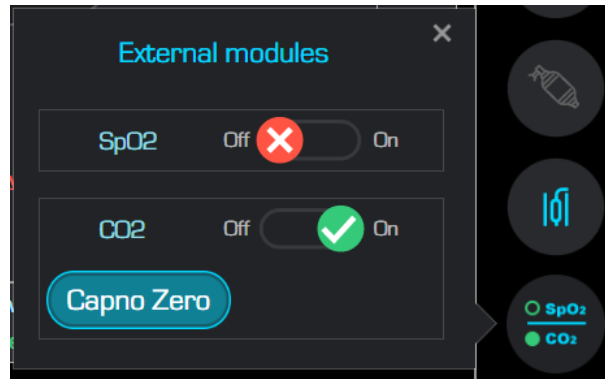 External modules
SpO2 Off On
CO2 Off On
Capno Zero
SpO₂
CO₂